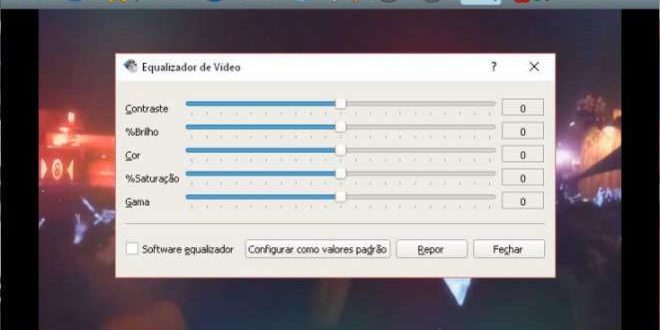 Equalizador de Vídeo
Contraste 0
%Brilho 0
Cor 0
%Saturação 0
Gama 0
Software equalizador Configurar como valores padrão Repor Fechar